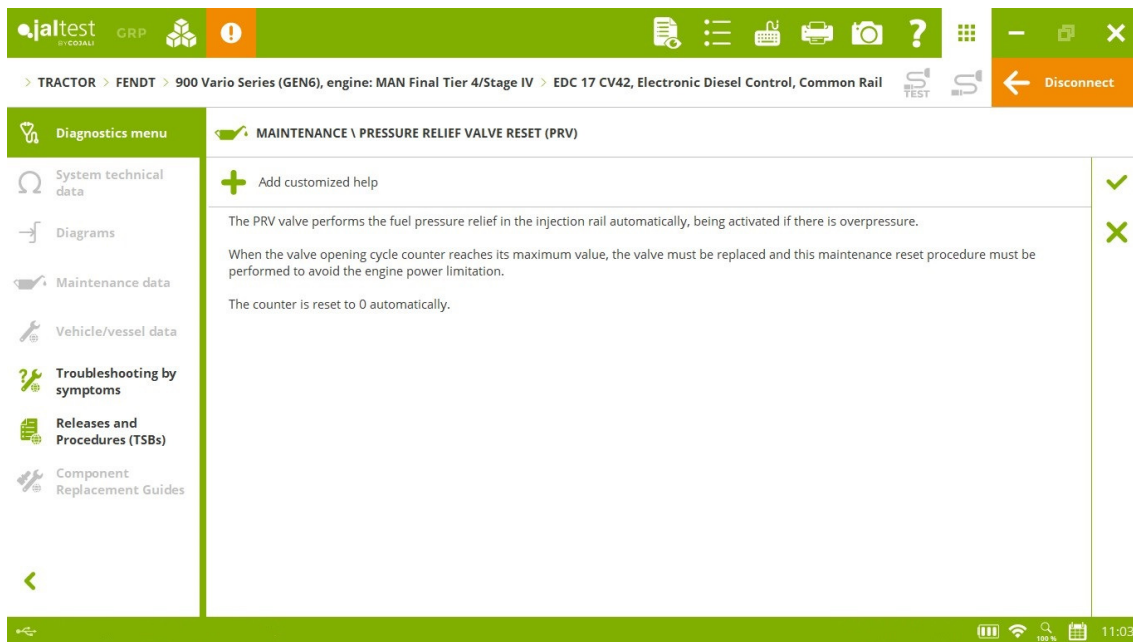 jaltest GRP
BY COJALI
> TRACTOR > FENDT > 900 Vario Series (GEN6), engine: MAN Final Tier 4/Stage IV > EDC 17 CV42, Electronic Diesel Control, Common Rail
TEST
Disconnect
Diagnostics menu
MAINTENANCE \ PRESSURE RELIEF VALVE RESET (PRV)
System technical
data
Diagrams
Maintenance data
Vehicle/vessel data
Troubleshooting by
symptoms
Releases and
Procedures (TSBs)
Component
Replacement Guides
Add customized help
The PRV valve performs the fuel pressure relief in the injection rail automatically, being activated if there is overpressure.
When the valve opening cycle counter reaches its maximum value, the valve must be replaced and this maintenance reset procedure must be
performed to avoid the engine power limitation.
The counter is reset to 0 automatically.
100 %
11:03